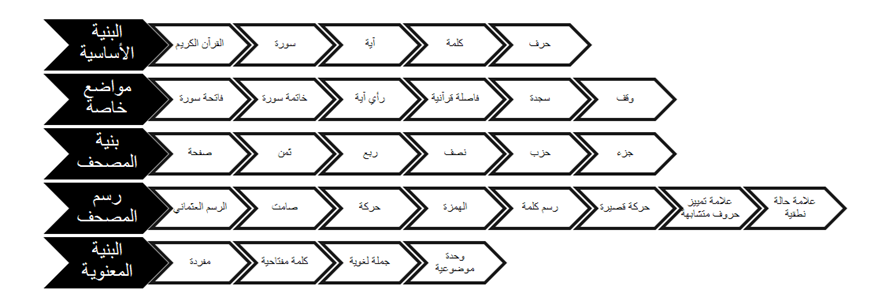 البنية
الأساسية
القرآن الكريم
سورة
آية
كلمة
حرف
مواضع
خاصة
فاتحة سورة
خاتمة سورة
رأي آية
فاصلة قرآنية
سجدة
وقف
بنية
المصحف
صفحة
ثمن
ربع
نصف
حزب
جزء
رسم
المصحف
الرسم العثماني
صامت
حركة
الهمزة
رسم كلمة
حركة قصيرة
علامة تمييز
حروف متشابهة
علامة حالة
نطقية
البنية
المعنوية
مفردة
كلمة مفتاحية
جملة لغوية
وحدة
موضوعية